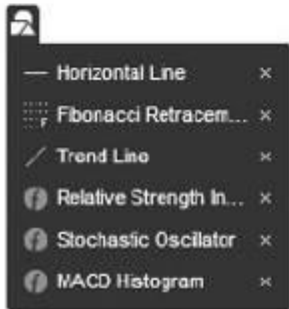 Horizontal Line ×
Fibonacci Retracem... ×
Trend Line ×
Relative Strength In... ×
Stochastic Oscillator ×
MACD Histogram ×